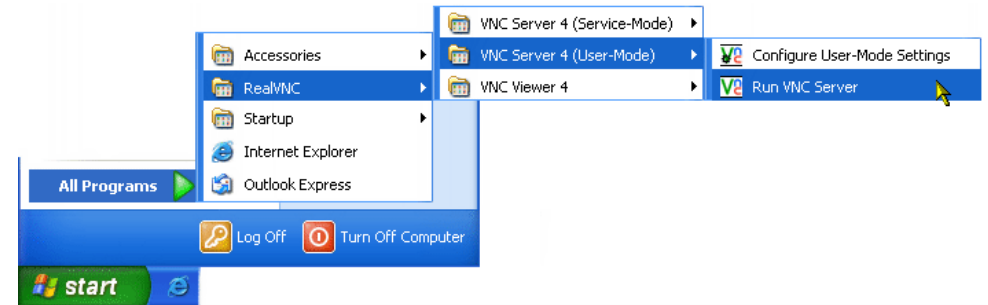 VNC Server 4 (Service-Mode)
Accessories
VNC Server 4 (User-Mode)
Configure User-Mode Settings
RealVNC
VNC Viewer 4
Run VNC Server
Startup
Internet Explorer
All Programs
Outlook Express
Log Off
Turn Off Computer
start